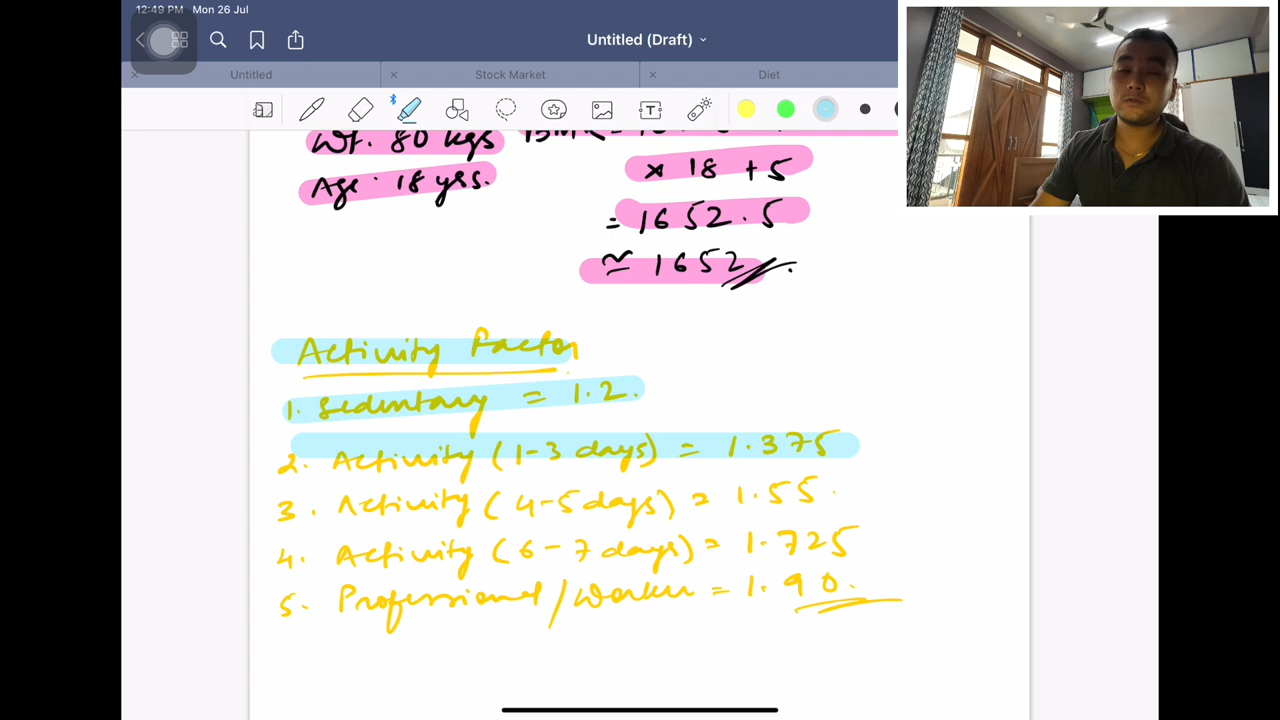 12:49 PM Mon 26 Jul
Untitled (Draft)
Untitled
Stock Market
Diet
Wt. 80 kgs
Age : 18 yrs.
× 18 + 5
= 1652.5
≅ 1652
Activity Factor
1. Sedentary = 1.2.
2. Activity (1-3 days) = 1.375
3. Activity (4-5 days) = 1.55.
4. Activity (6-7 days) = 1.725
5. Professional/Worker = 1.90.